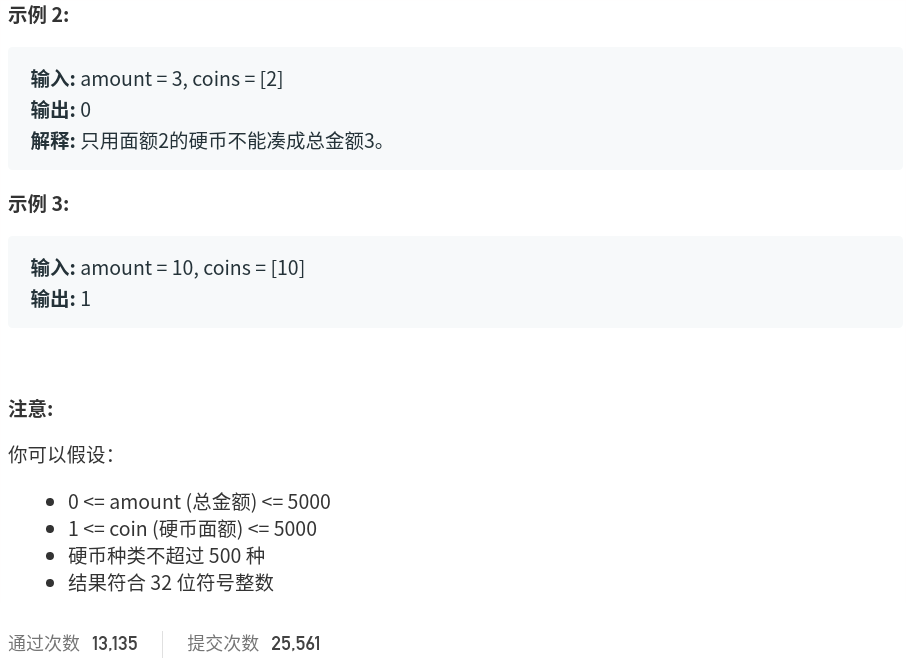 示例 2:
输入: amount = 3, coins = [2]
输出: 0
解释: 只用面额2的硬币不能凑成总金额3。
示例 3:
输入: amount = 10, coins = [10]
输出: 1
注意:
你可以假设：
0 <= amount (总金额) <= 5000
1 <= coin (硬币面额) <= 5000
硬币种类不超过 500 种
结果符合 32 位符号整数
通过次数 13,135 提交次数 25,561